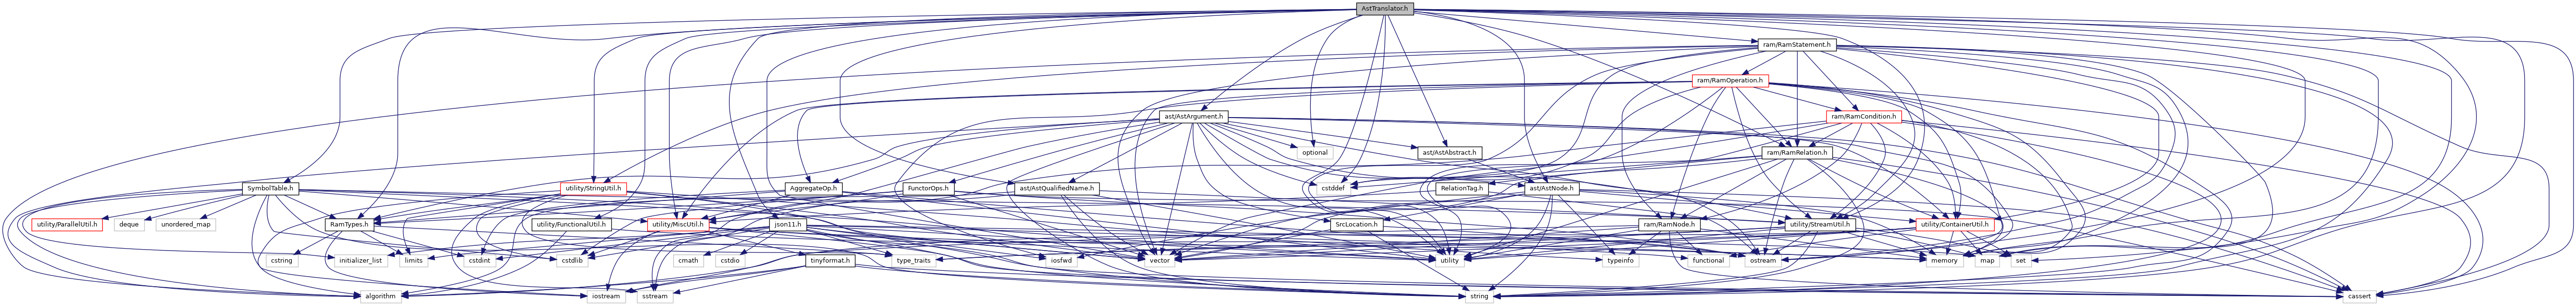 AstTranslator.h
ram/RamStatement.h
ram/RamOperation.h
ast/AstArgument.h
ram/RamCondition.h
optional
ast/AstAbstract.h
ram/RamRelation.h
SymbolTable.h
utility/StringUtil.h
AggregateOp.h
FunctorOps.h
ast/AstQualifiedName.h
cstddef
RelationTag.h
ast/AstNode.h
utility/ParallelUtil.h
deque
unordered_map
RamTypes.h
utility/FunctionalUtil.h
utility/MiscUtil.h
json11.h
SrcLocation.h
ram/RamNode.h
utility/StreamUtil.h
utility/ContainerUtil.h
cstring
initializer_list
limits
cstdint
cstdlib
cmath
cstdio
tinyformat.h
type_traits
iosfwd
vector
utility
typeinfo
functional
ostream
memory
map
set
algorithm
iostream
sstream
string
cassert